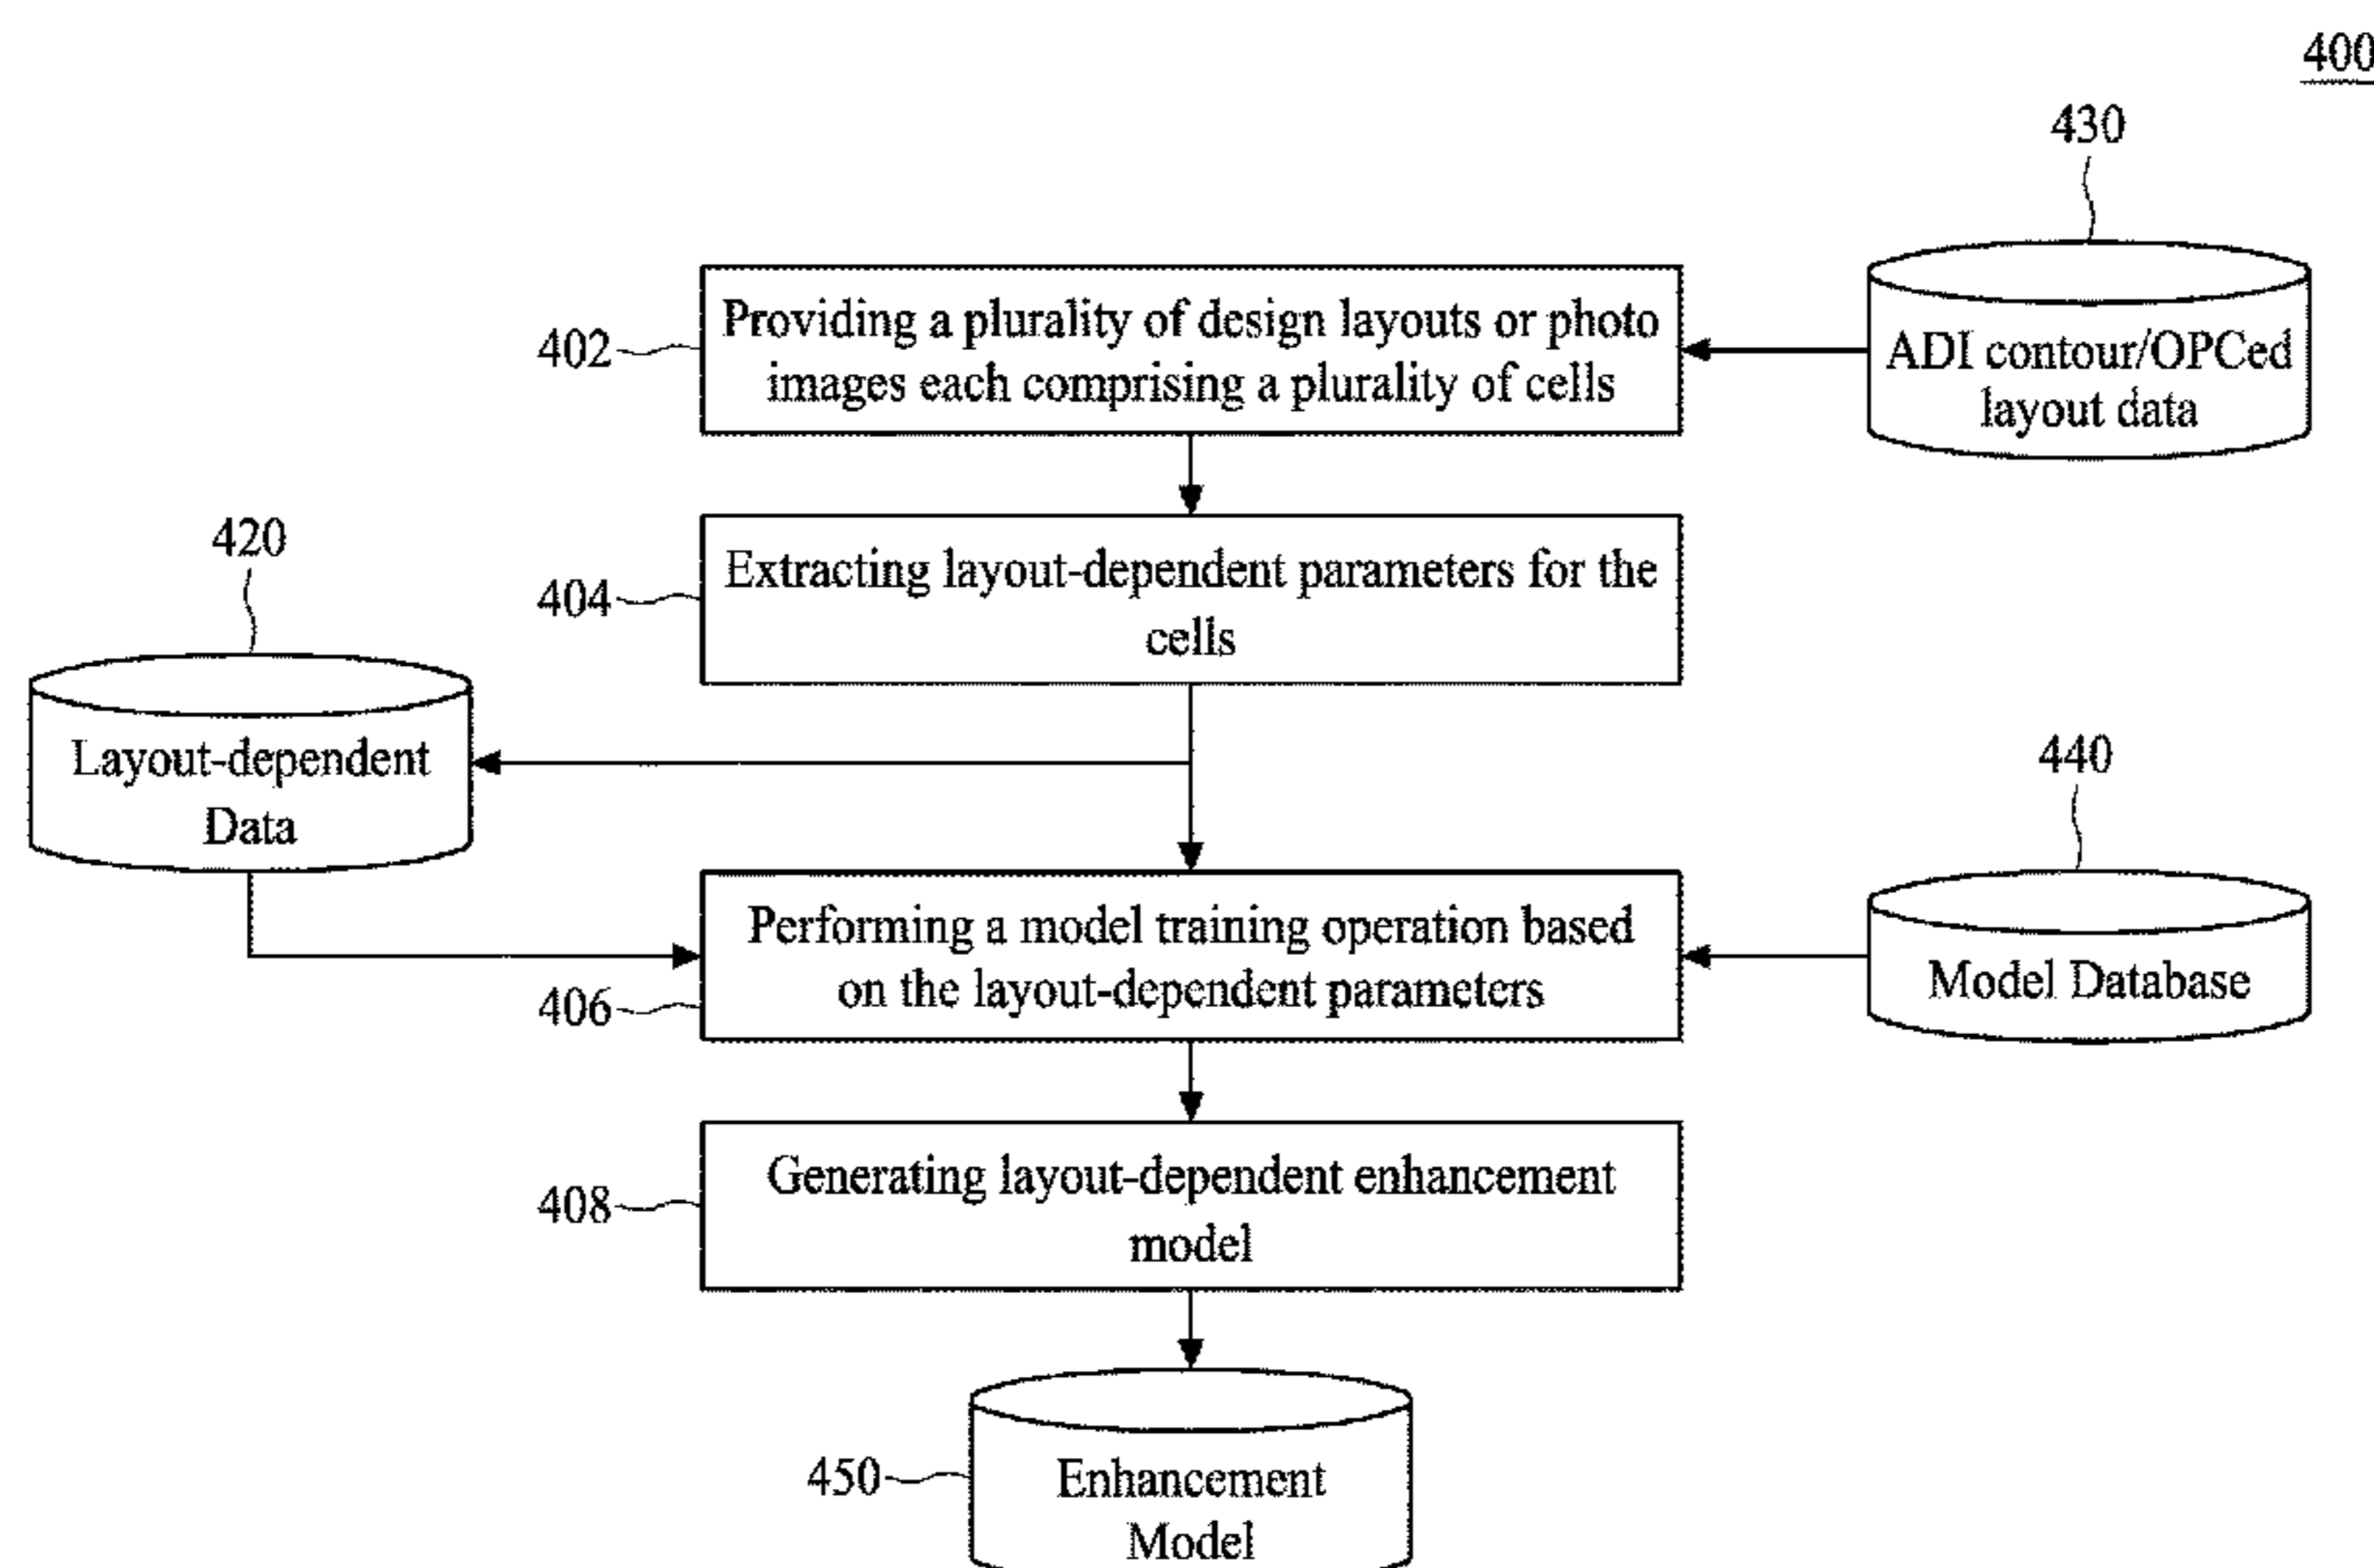 400
430
402
Providing a plurality of design layouts or photo
images each comprising a plurality of cells
ADI contour/OPCed
layout data
420
404
Extracting layout-dependent parameters for the
cells
Layout-dependent
Data
440
406
Performing a model training operation based
on the layout-dependent parameters
Model Database
408
Generating layout-dependent enhancement
model
450
Enhancement
Model